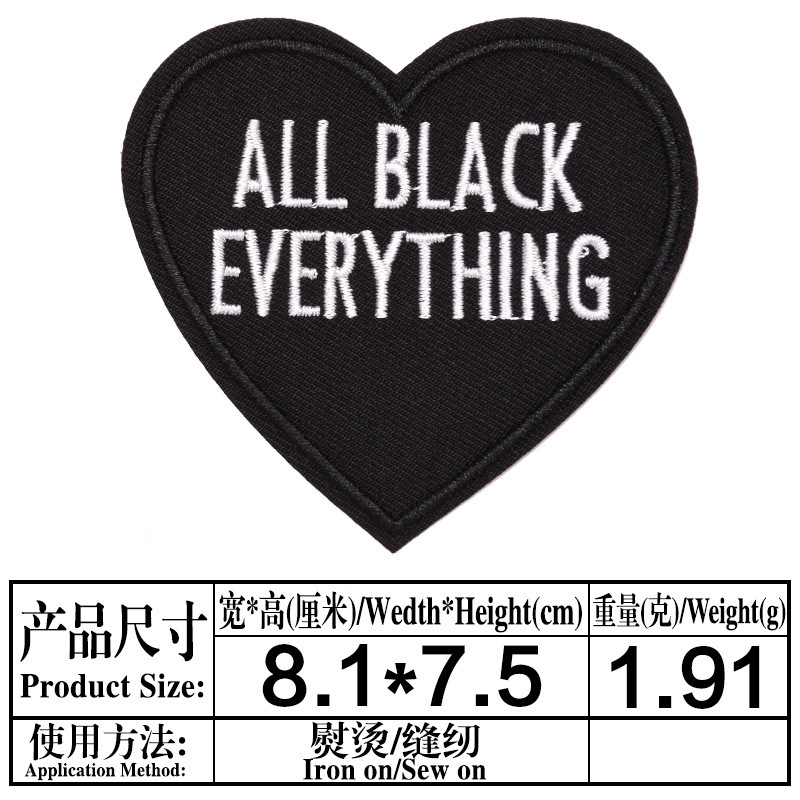 ALL BLACK
EVERYTHING
产品尺寸
Product Size:
宽*高(厘米)/Wedth*Height(cm)
重量(克)/Weight(g)
8.1*7.5
1.91
使用方法:
Application Method:
熨烫/缝纫
Iron on/Sew on